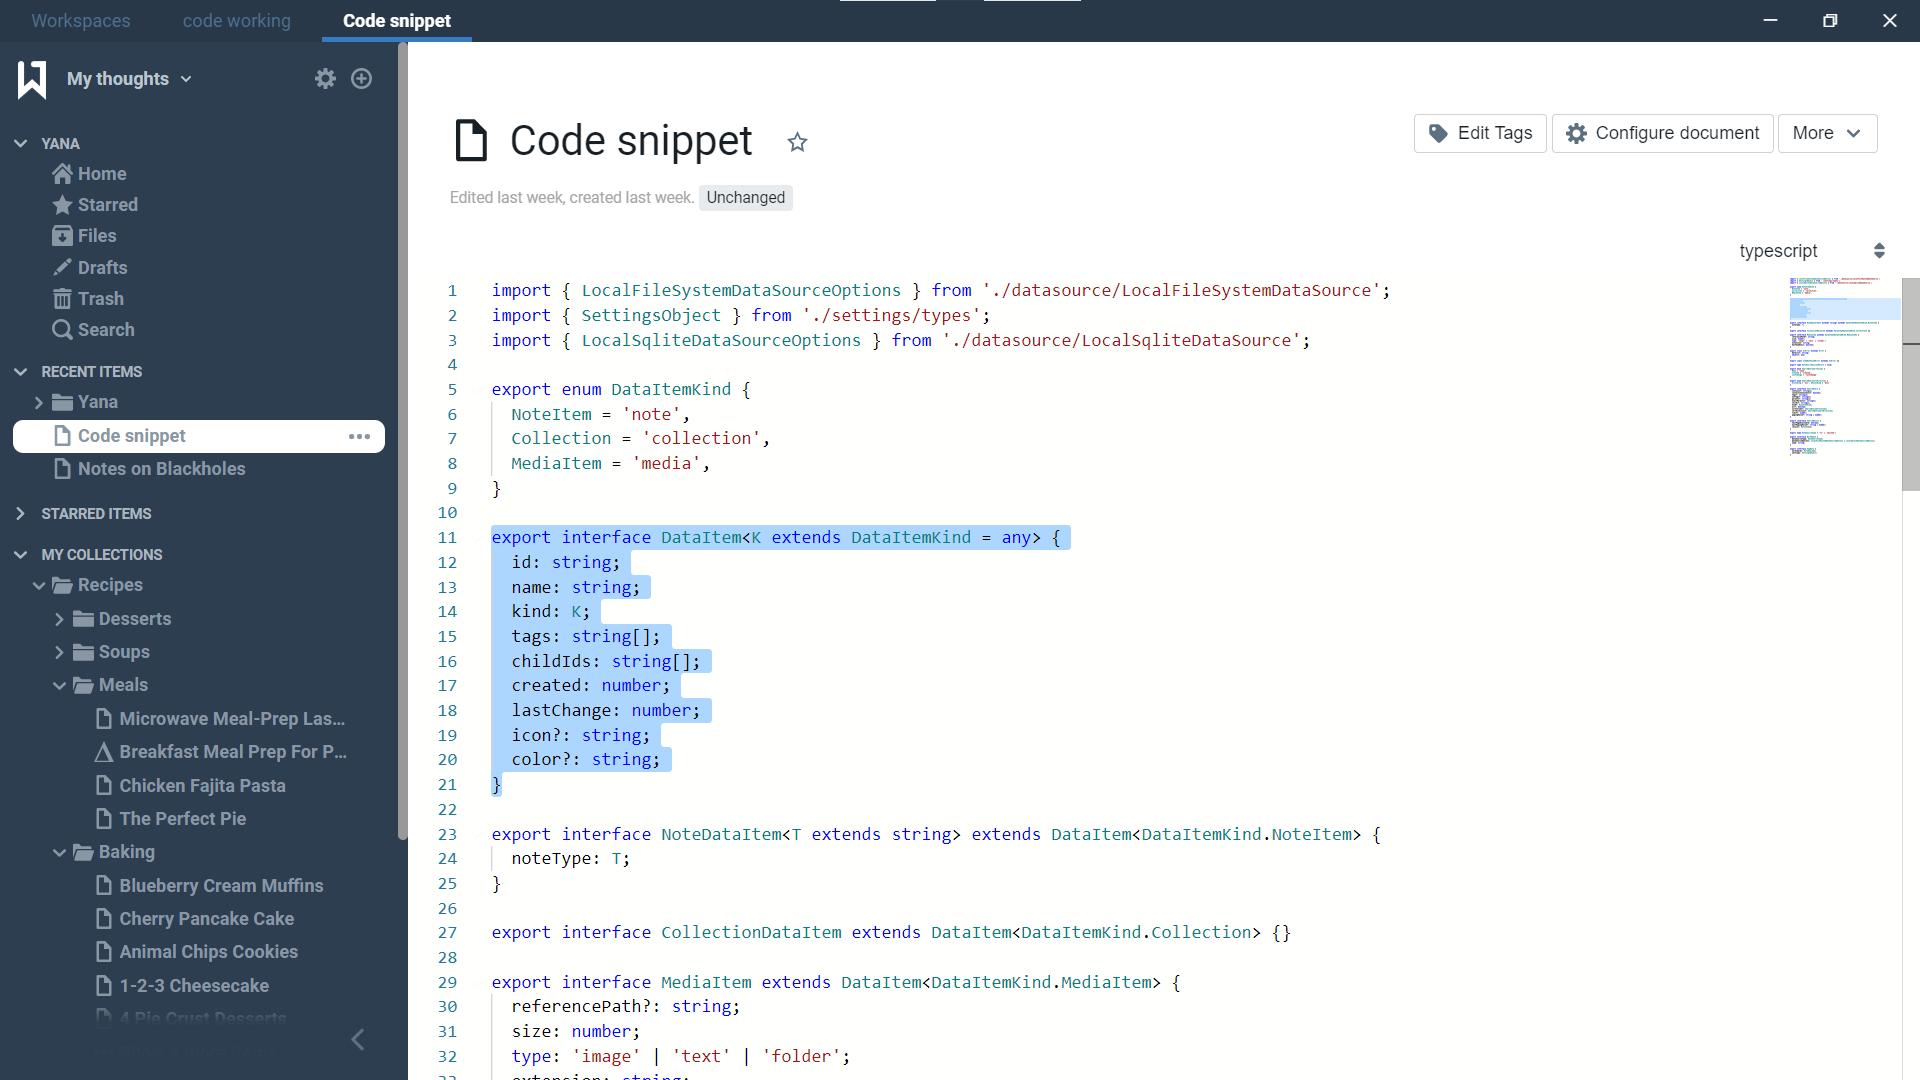 Workspaces
code working
Code snippet
My thoughts
YANA
Home
Starred
Files
Drafts
Trash
Search
RECENT ITEMS
Yana
Code snippet
Notes on Blackholes
STARRED ITEMS
MY COLLECTIONS
Recipes
Desserts
Soups
Meals
Microwave Meal-Prep Las...
Breakfast Meal Prep For P...
Chicken Fajita Pasta
The Perfect Pie
Baking
Blueberry Cream Muffins
Cherry Pancake Cake
Animal Chips Cookies
1-2-3 Cheesecake
4 Pie Crust Desserts
Code snippet
Edit Tags
Configure document
More
Edited last week, created last week. Unchanged
typescript
1 import { LocalFileSystemDataSourceOptions } from './datasource/LocalFileSystemDataSource';
2 import { SettingsObject } from './settings/types';
3 import { LocalSqliteDataSourceOptions } from './datasource/LocalSqliteDataSource';
4
5 export enum DataItemKind {
6 NoteItem = 'note',
7 Collection = 'collection',
8 MediaItem = 'media',
9 }
10
11 export interface DataItem<K extends DataItemKind = any> {
12 id: string;
13 name: string;
14 kind: K;
15 tags: string[];
16 childIds: string[];
17 created: number;
18 lastChange: number;
19 icon?: string;
20 color?: string;
21 }
22
23 export interface NoteDataItem<T extends string> extends DataItem<DataItemKind.NoteItem> {
24 noteType: T;
25 }
26
27 export interface CollectionDataItem extends DataItem<DataItemKind.Collection> {}
28
29 export interface MediaItem extends DataItem<DataItemKind.MediaItem> {
30 referencePath?: string;
31 size: number;
32 type: 'image' | 'text' | 'folder';
33 extension: string;